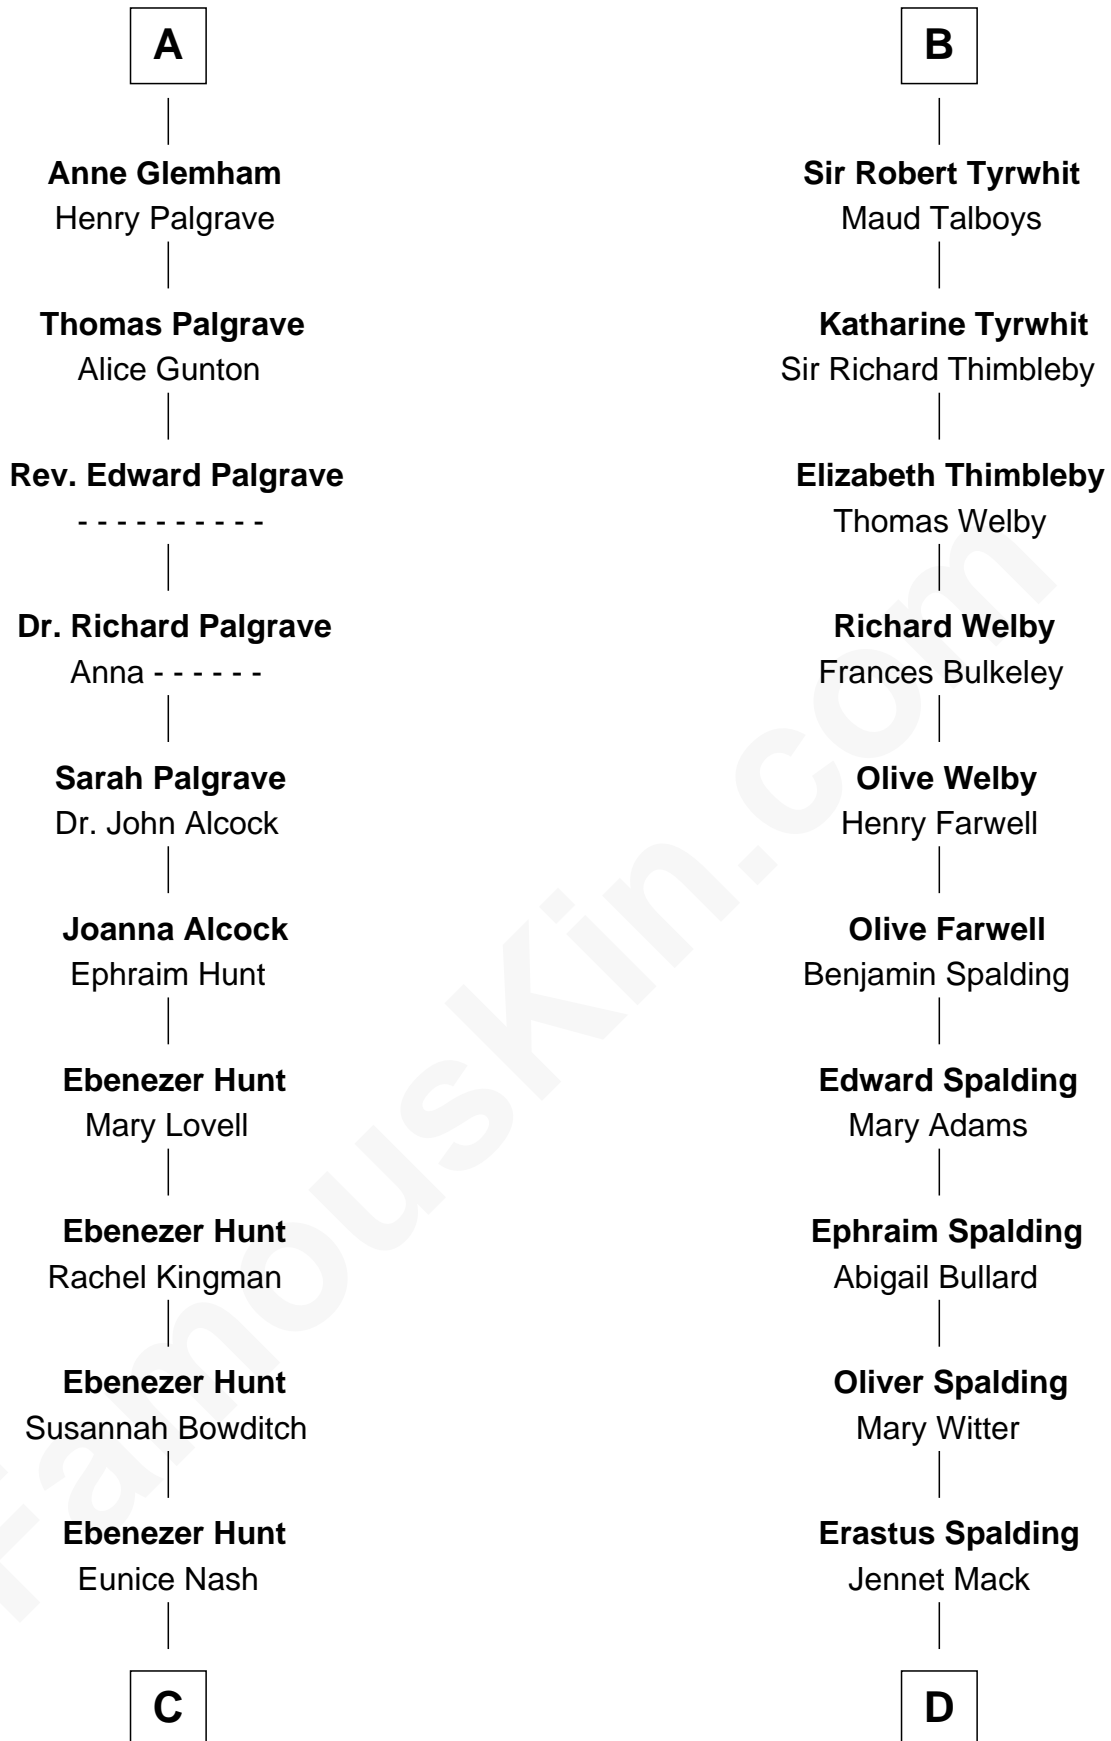 A
Anne Glemham
Henry Palgrave
Thomas Palgrave
Alice Gunton
Rev. Edward Palgrave
- - - - - - - - - -
Dr. Richard Palgrave
Anna - - - - - -
Sarah Palgrave
Dr. John Alcock
Joanna Alcock
Ephraim Hunt
Ebenezer Hunt
Mary Lovell
Ebenezer Hunt
Rachel Kingman
Ebenezer Hunt
Susannah Bowditch
Ebenezer Hunt
Eunice Nash
C
B
Sir Robert Tyrwhit
Maud Talboys
Katharine Tyrwhit
Sir Richard Thimbleby
Elizabeth Thimbleby
Thomas Welby
Richard Welby
Frances Bulkeley
Olive Welby
Henry Farwell
Olive Farwell
Benjamin Spalding
Edward Spalding
Mary Adams
Ephraim Spalding
Abigail Bullard
Oliver Spalding
Mary Witter
Erastus Spalding
Jennet Mack
D
FamousKin.com